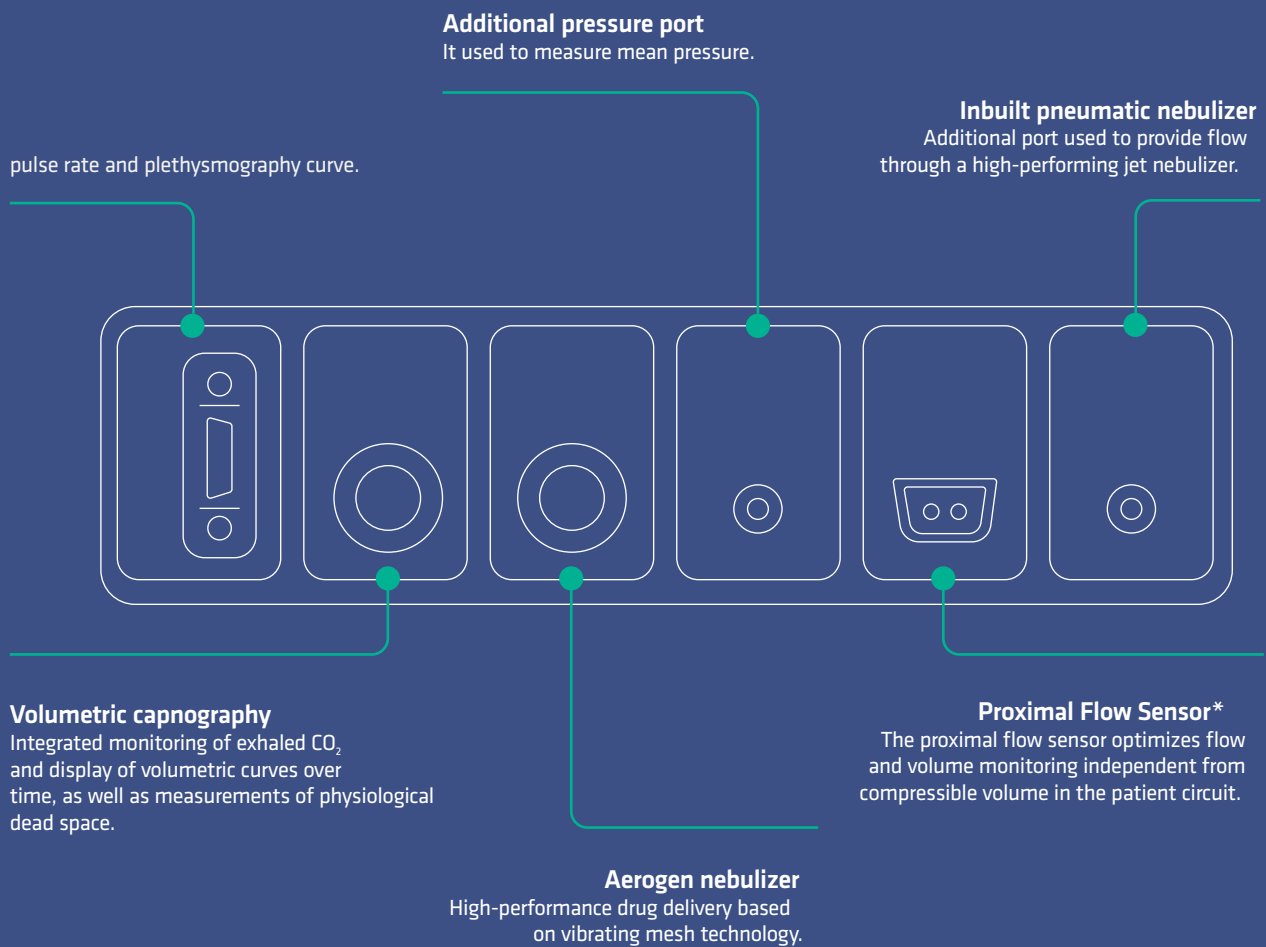 Additional pressure port
It used to measure mean pressure.
Inbuilt pneumatic nebulizer
Additional port used to provide flow
through a high-performing jet nebulizer.
pulse rate and plethysmography curve.
Volumetric capnography
Integrated monitoring of exhaled CO₂
and display of volumetric curves over
time, as well as measurements of physiological
dead space.
Proximal Flow Sensor*
The proximal flow sensor optimizes flow
and volume monitoring independent from
compressible volume in the patient circuit.
Aerogen nebulizer
High-performance drug delivery based
on vibrating mesh technology.